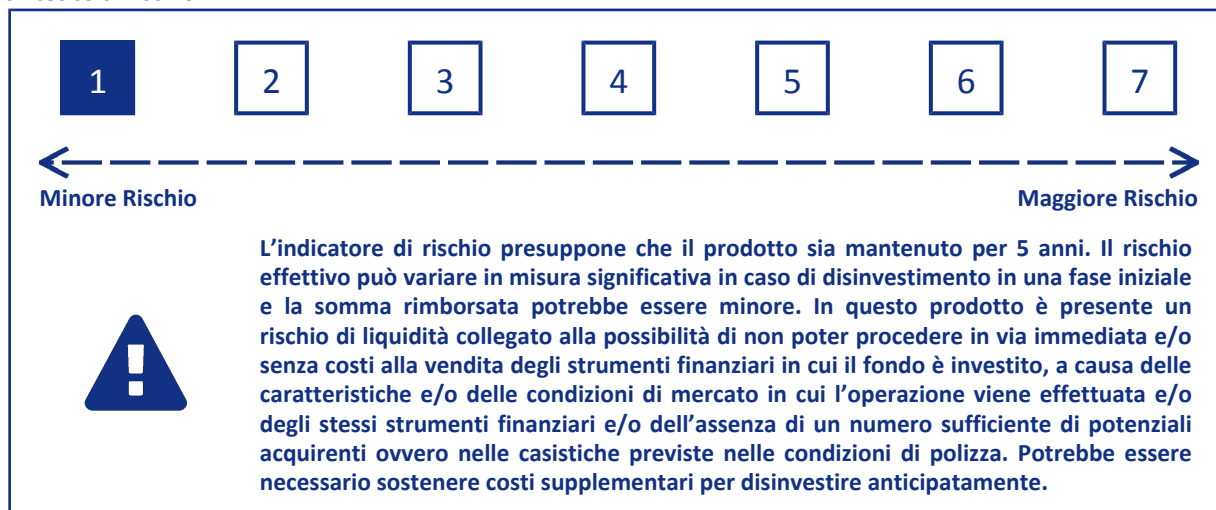 1 2 3 4 5 6 7
Minore Rischio Maggiore Rischio
L’indicatore di rischio presuppone che il prodotto sia mantenuto per 5 anni. Il rischio
effettivo può variare in misura significativa in caso di disinvestimento in una fase iniziale
e la somma rimborsata potrebbe essere minore. In questo prodotto è presente un
rischio di liquidità collegato alla possibilità di non poter procedere in via immediata e/o
senza costi alla vendita degli strumenti finanziari in cui il fondo è investito, a causa delle
caratteristiche e/o delle condizioni di mercato in cui l’operazione viene effettuata e/o
degli stessi strumenti finanziari e/o dell’assenza di un numero sufficiente di potenziali
acquirenti ovvero nelle casistiche previste nelle condizioni di polizza. Potrebbe essere
necessario sostenere costi supplementari per disinvestire anticipatamente.